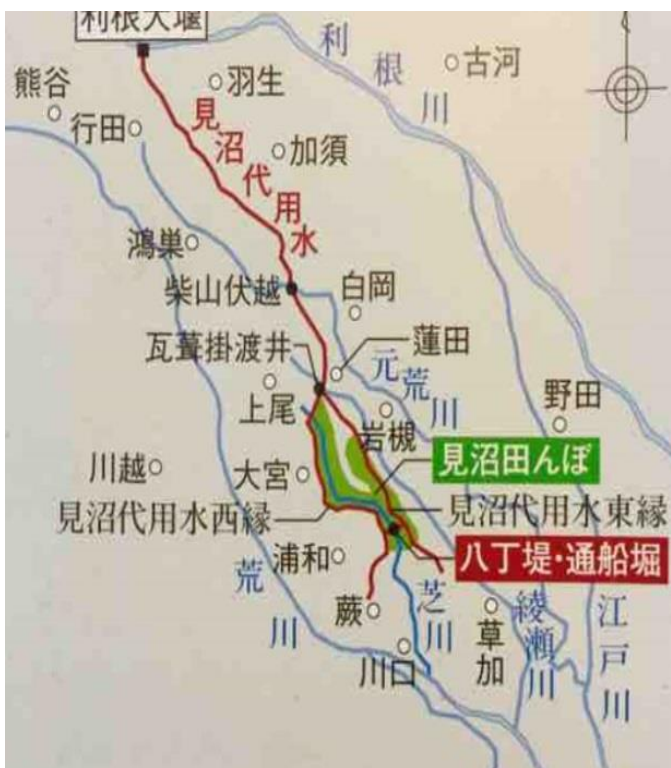 利根大堰
利根川
古河
熊谷
羽生
行田
見沼代用水
加須
鴻巣
柴山伏越
白岡
瓦葺掛渡井
蓮田
元荒川
上尾
野田
岩槻
見沼田んぼ
川越
大宮
見沼代用水西縁
見沼代用水東縁
八丁堤・通船堀
浦和
荒川
蕨
芝川
綾瀬川
草加
江戸川
川口